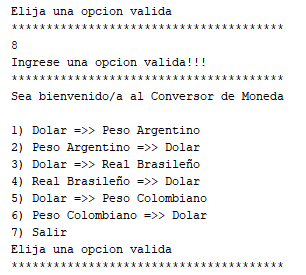 Elija una opcion valida
***************************************
8
Ingrese una opcion valida!!!
***************************************
Sea bienvenido/a al Conversor de Moneda
1) Dolar =>> Peso Argentino
2) Peso Argentino =>> Dolar
3) Dolar =>> Real Brasileño
4) Real Brasileño =>> Dolar
5) Dolar =>> Peso Colombiano
6) Peso Colombiano =>> Dolar
7) Salir
Elija una opcion valida
***************************************